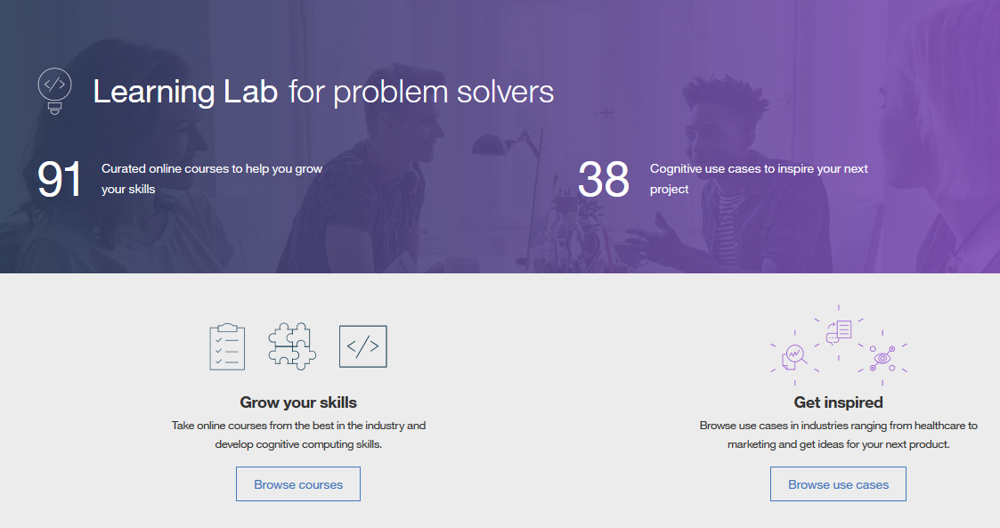 Learning Lab for problem solvers
91
Curated online courses to help you grow
your skills
38
Cognitive use cases to inspire your next
project
Grow your skills
Take online courses from the best in the industry and
develop cognitive computing skills.
Browse courses
Get inspired
Browse use cases in industries ranging from healthcare to
marketing and get ideas for your next product.
Browse use cases